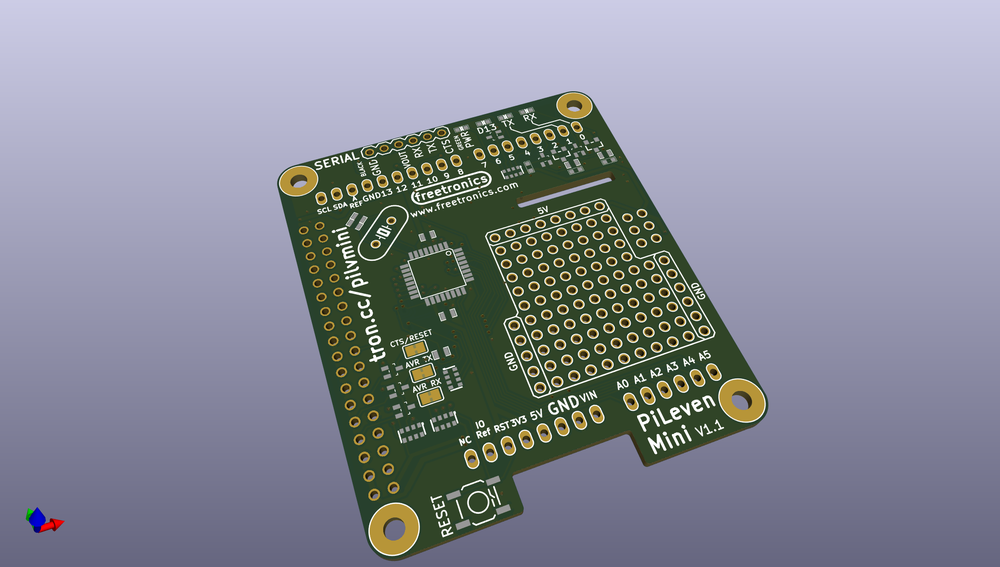 SERIAL
BLACK
GND
VOUT
RX
TX
CTS
GREEN
PWR
D13
TX
RX
SCL SDA A REF GND 13 12 11 10 9 8
7 6 5 4 3 2 1 0
freetronics
www.freetronics.com
tron.cc/pilvmini
5V
GND
GND
CTS/RESET
AVR TX
AVR RX
NC IO Ref RST 3V3 5V GND VIN
A0 A1 A2 A3 A4 A5
PiLeven
Mini V1.1
RESET